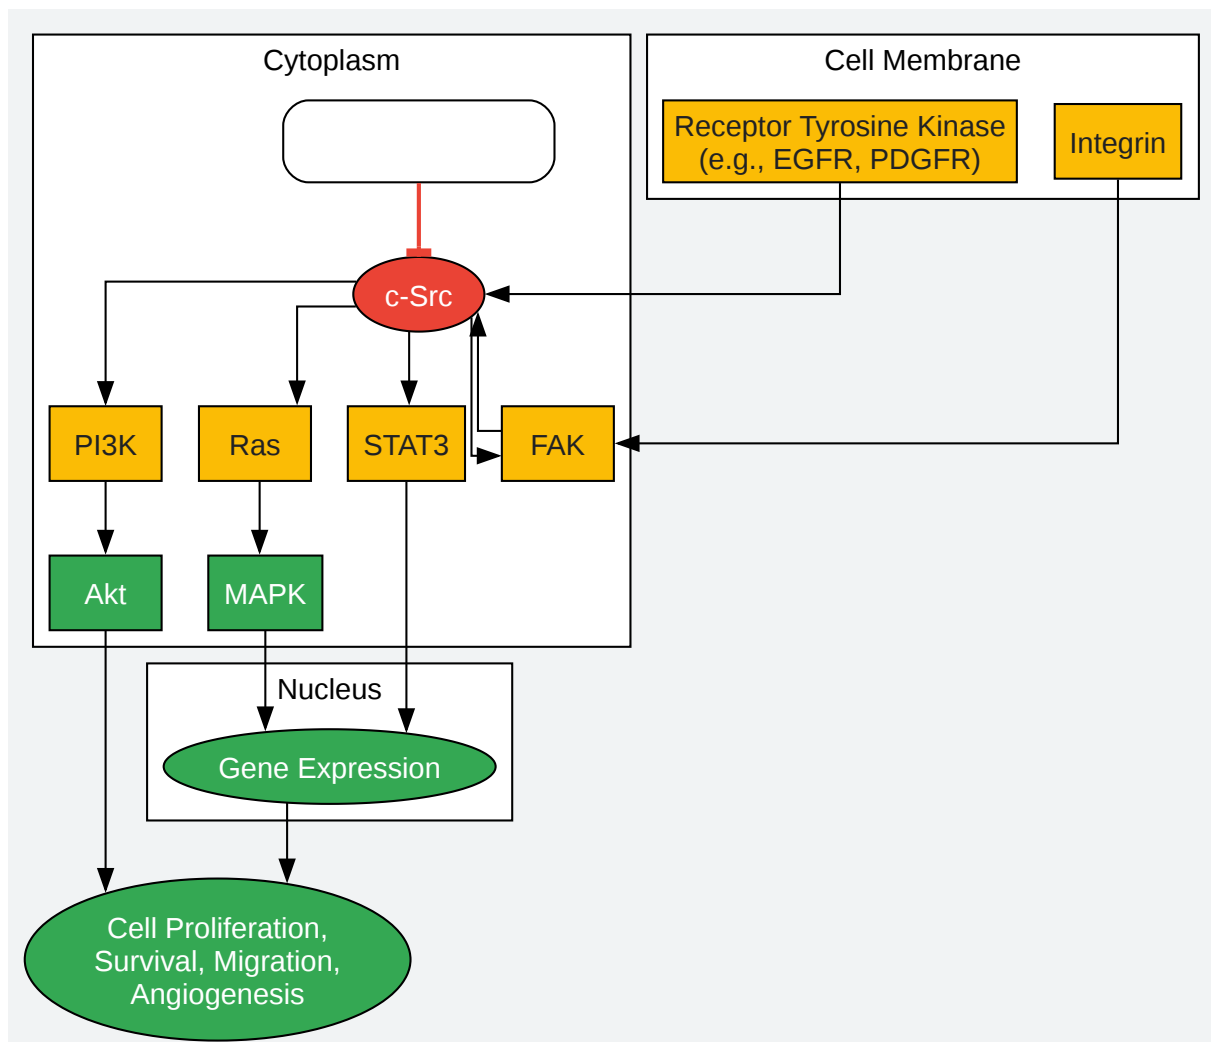 Cytoplasm
Cell Membrane
Receptor Tyrosine Kinase
(e.g., EGFR, PDGFR)
Integrin
c-Src
PI3K
Ras
STAT3
FAK
Akt
MAPK
Nucleus
Gene Expression
Cell Proliferation,
Survival, Migration,
Angiogenesis